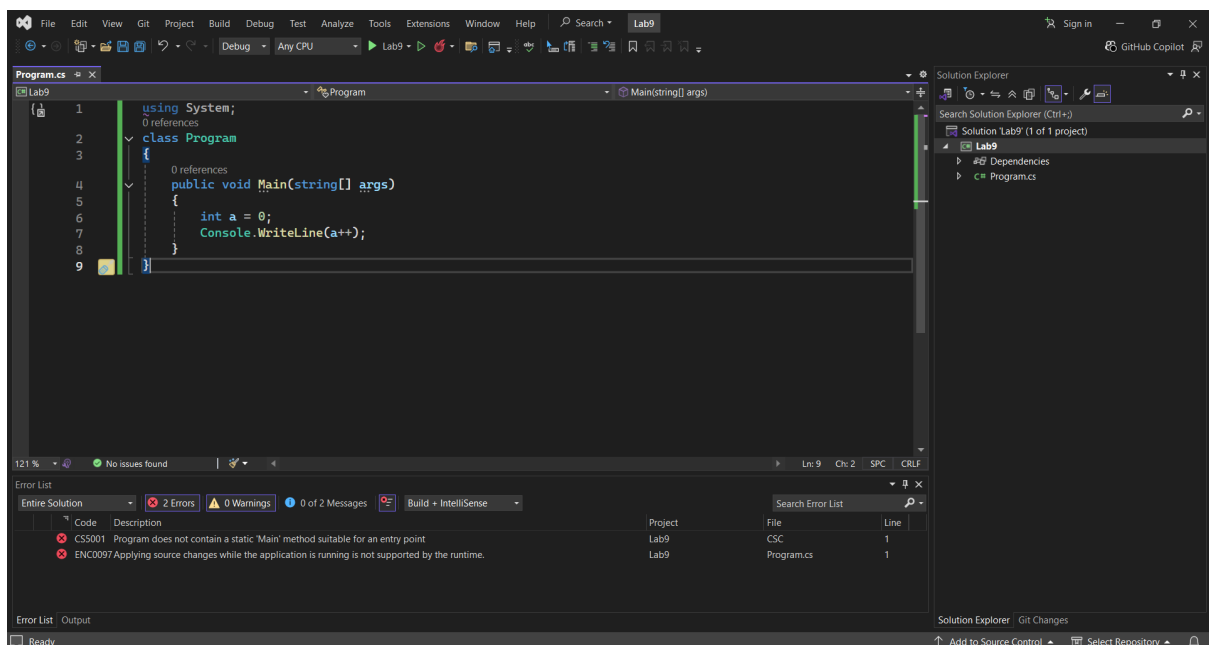 File Edit View Git Project Build Debug Test Analyze Tools Extensions Window Help Search Lab9 Sign in
Debug Any CPU Lab9 GitHub Copilot
Program.cs
Lab9 Program Main(string[] args)
1 using System;
0 references
2 class Program
3 {
0 references
4 public void Main(string[] args)
5 {
6 int a = 0;
7 Console.WriteLine(a++);
8 }
9 }
121 % No issues found Ln: 9 Ch: 2 SPC CRLF
Solution Explorer
Search Solution Explorer (Ctrl+;)
Solution 'Lab9' (1 of 1 project)
C# Lab9
Dependencies
C# Program.cs
Error List
Entire Solution 2 Errors 0 Warnings 0 of 2 Messages Build + IntelliSense Search Error List
Code Description Project File Line
CS5001 Program does not contain a static 'Main' method suitable for an entry point Lab9 CSC 1
ENC0097 Applying source changes while the application is running is not supported by the runtime. Lab9 Program.cs 1
Error List Output
Solution Explorer Git Changes
Ready Add to Source Control Select Repository